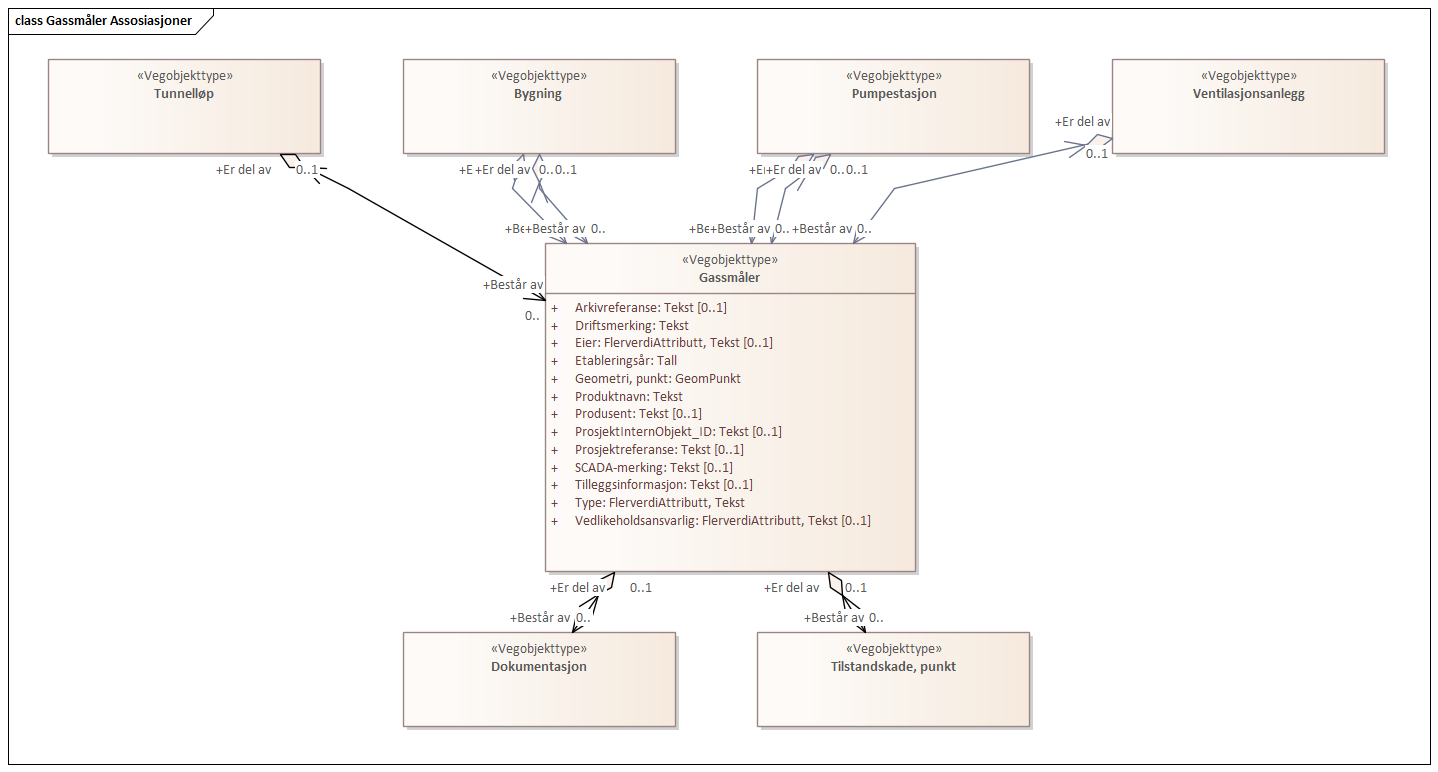 class Gassmåler Assosiasjoner
«Vegobjekttype»
Tunnelløp
«Vegobjekttype»
Bygning
«Vegobjekttype»
Pumpestasjon
«Vegobjekttype»
Ventilasjonsanlegg
+Er del av
0..1
+E
+Er del av
0..
0..1
+Er del av
0..
0..1
+Er del av
0..1
+Består av
0..
+Består av
0..
+Består av
0..
+Består av
0..
«Vegobjekttype»
Gassmåler
+ Arkivreferanse: Tekst [0..1]
+ Driftsmerking: Tekst
+ Eier: FlerverdiAttributt, Tekst [0..1]
+ Etableringsår: Tall
+ Geometri, punkt: GeomPunkt
+ Produktnavn: Tekst
+ Produsent: Tekst [0..1]
+ ProsjektInternObjekt_ID: Tekst [0..1]
+ Prosjektreferanse: Tekst [0..1]
+ SCADA-merking: Tekst [0..1]
+ Tilleggsinformasjon: Tekst [0..1]
+ Type: FlerverdiAttributt, Tekst
+ Vedlikeholdsansvarlig: FlerverdiAttributt, Tekst [0..1]
+Er del av
0..1
+Er del av
0..1
+Består av
0..
+Består av
0..
«Vegobjekttype»
Dokumentasjon
«Vegobjekttype»
Tilstandskade, punkt